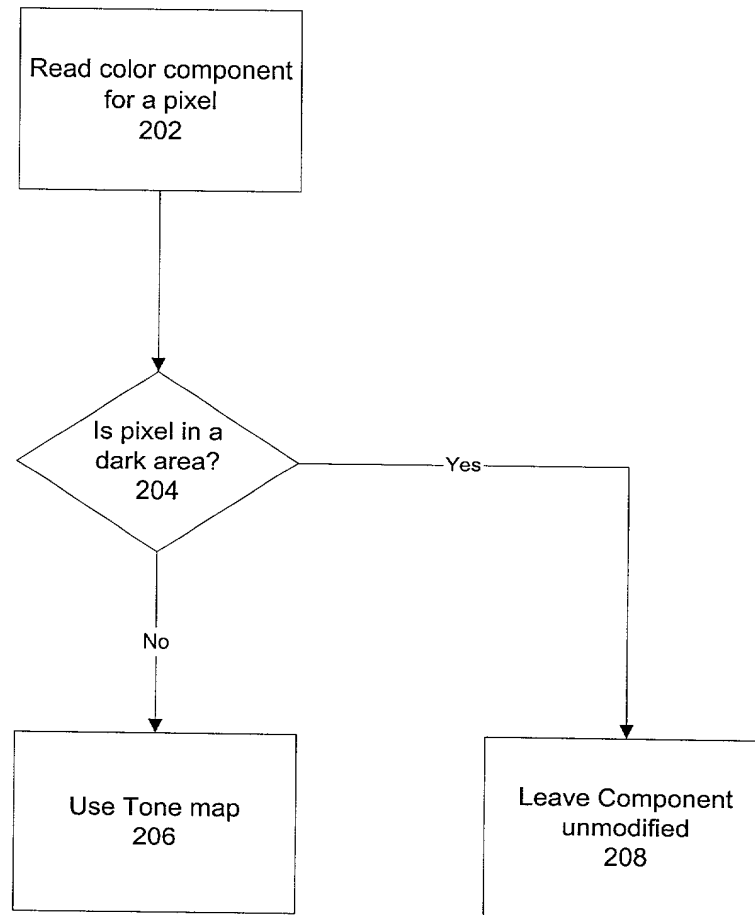 Read color component
for a pixel
202
Is pixel in a
dark area?
204
Yes
No
Use Tone map
206
Leave Component
unmodified
208